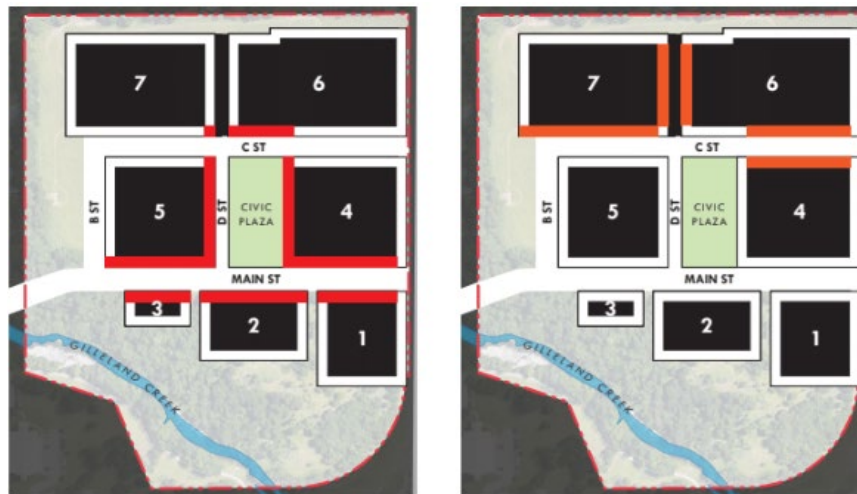 7
6
C ST
B ST
5
D ST
CIVIC
PLAZA
4
MAIN ST
3
2
1
GILLELAND CREEK
7
6
C ST
B ST
5
D ST
CIVIC
PLAZA
4
MAIN ST
3
2
1
GILLELAND CREEK